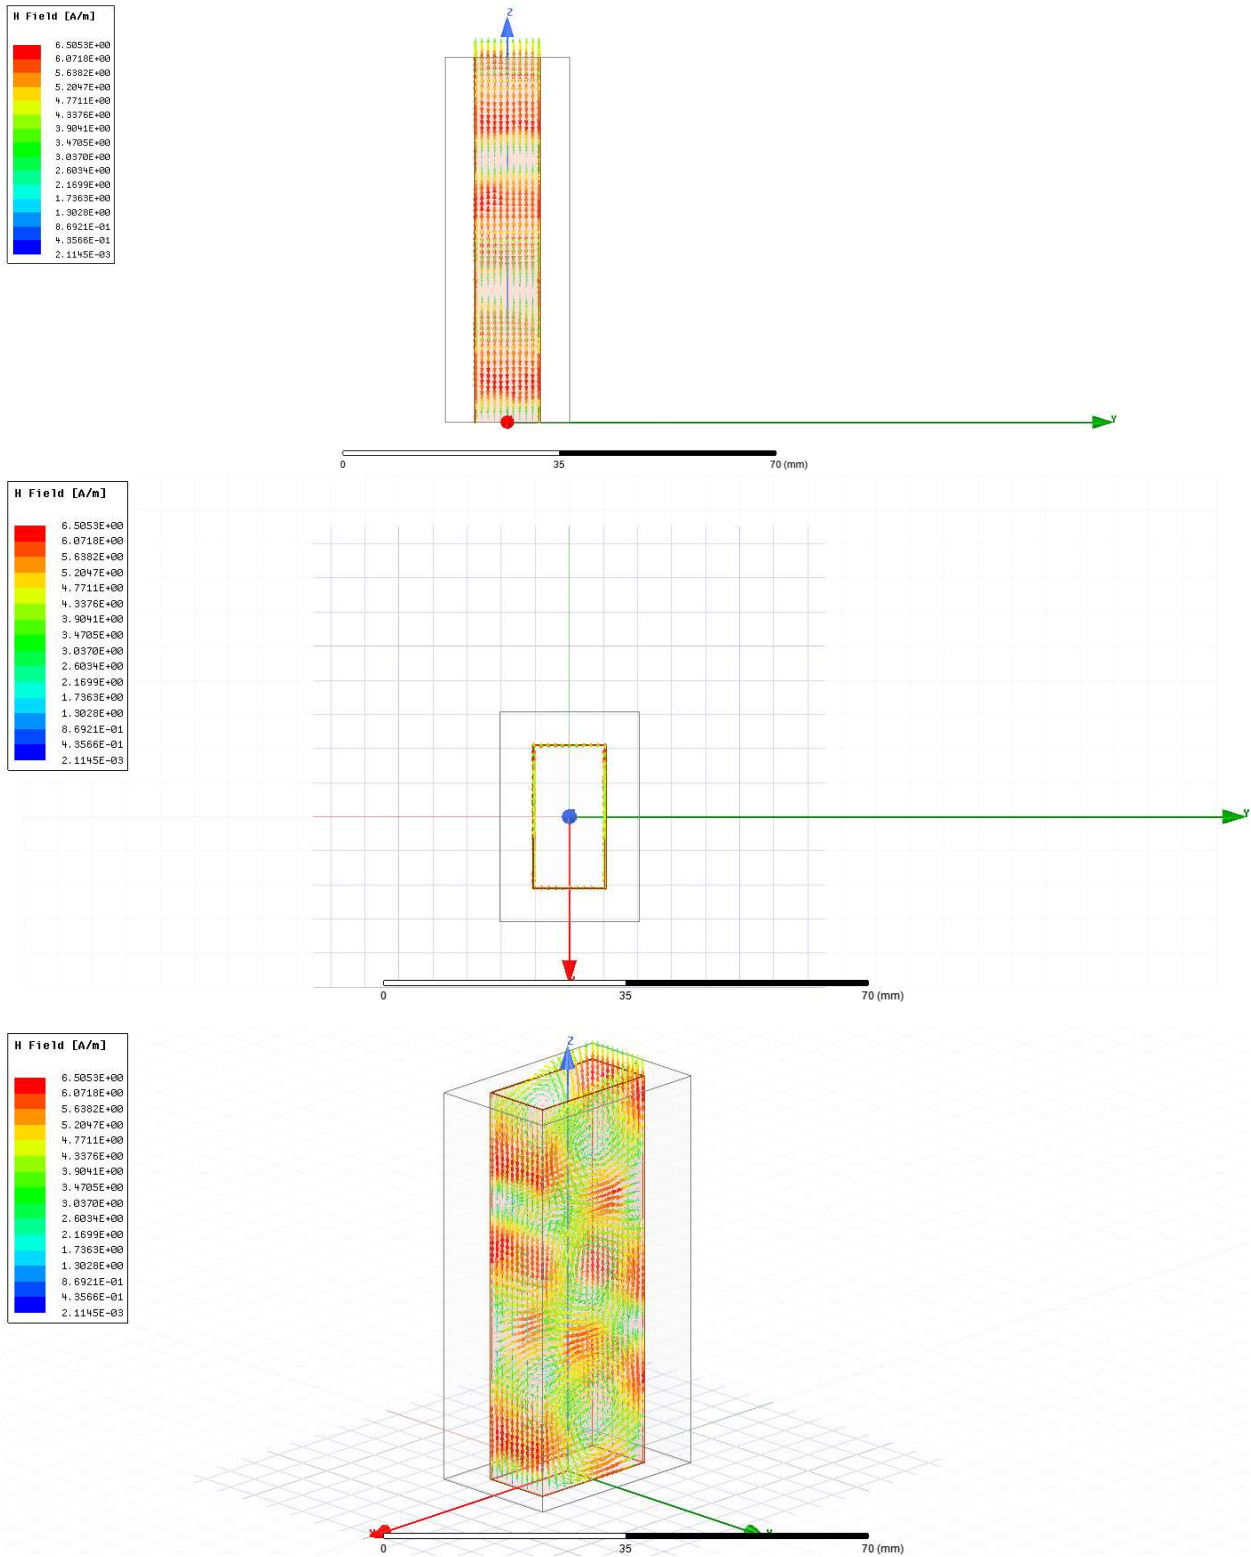 H Field [A/m]
6.5053E+00
6.0718E+00
5.6382E+00
5.2047E+00
4.7711E+00
4.3376E+00
3.9041E+00
3.4705E+00
3.0370E+00
2.6034E+00
2.1699E+00
1.7363E+00
1.3028E+00
8.6921E-01
4.3566E-01
2.1145E-03
Z
Y
0 35 70 (mm)
H Field [A/m]
6.5053E+00
6.0718E+00
5.6382E+00
5.2047E+00
4.7711E+00
4.3376E+00
3.9041E+00
3.4705E+00
3.0370E+00
2.6034E+00
2.1699E+00
1.7363E+00
1.3028E+00
8.6921E-01
4.3566E-01
2.1145E-03
Y
0 35 70 (mm)
H Field [A/m]
6.5053E+00
6.0718E+00
5.6382E+00
5.2047E+00
4.7711E+00
4.3376E+00
3.9041E+00
3.4705E+00
3.0370E+00
2.6034E+00
2.1699E+00
1.7363E+00
1.3028E+00
8.6921E-01
4.3566E-01
2.1145E-03
Z
Y
0 35 70 (mm)